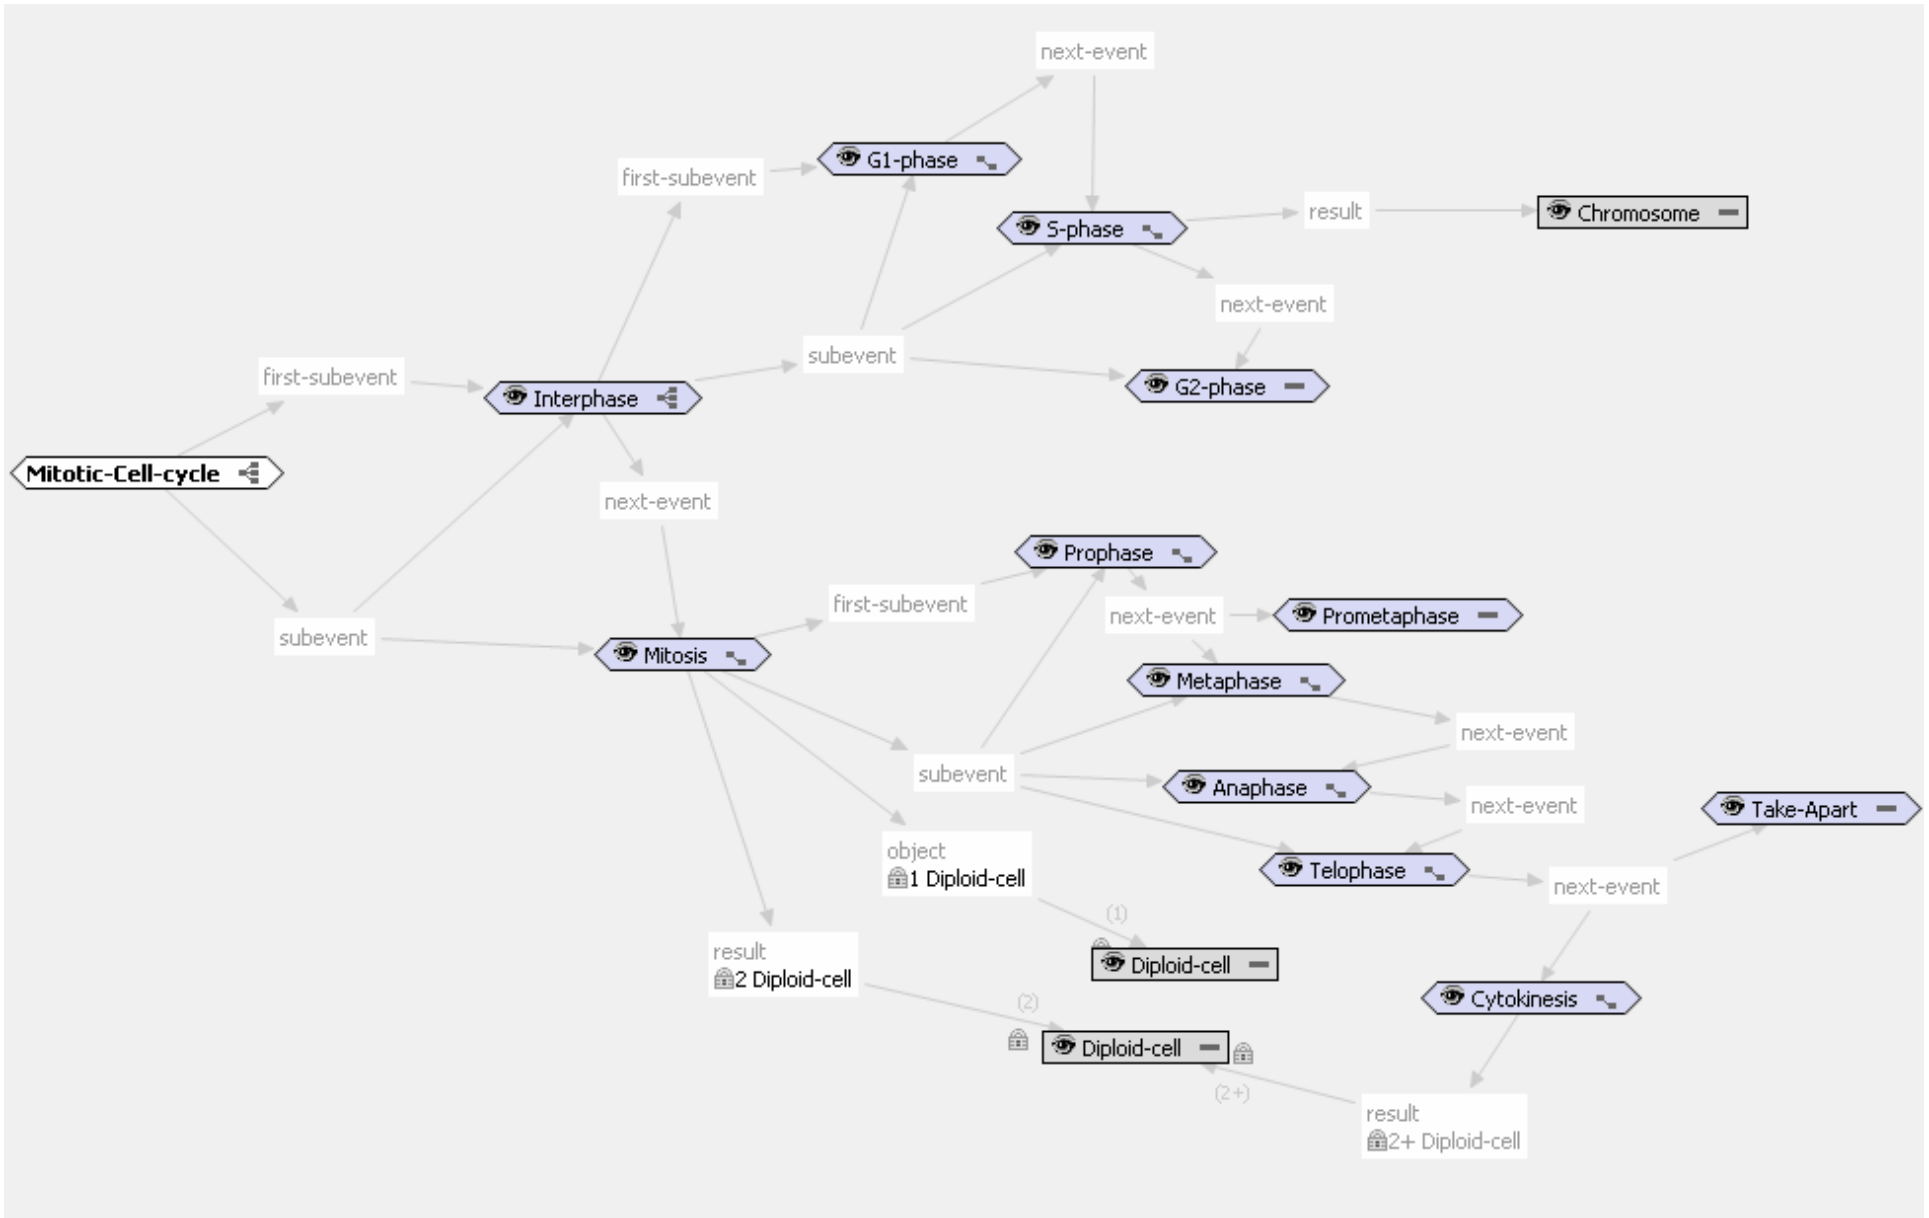 next-event
G1-phase
first-subevent
S-phase
result
Chromosome
next-event
subevent
first-subevent
G2-phase
Interphase
Mitotic-Cell-cycle
next-event
Prophase
first-subevent
next-event
Prometaphase
subevent
Mitosis
Metaphase
next-event
subevent
Anaphase
next-event
Take-Apart
object
1 Diploid-cell
Telophase
next-event
(1)
result
2 Diploid-cell
Diploid-cell
(2)
Cytokinesis
Diploid-cell
(2+)
result
2+ Diploid-cell